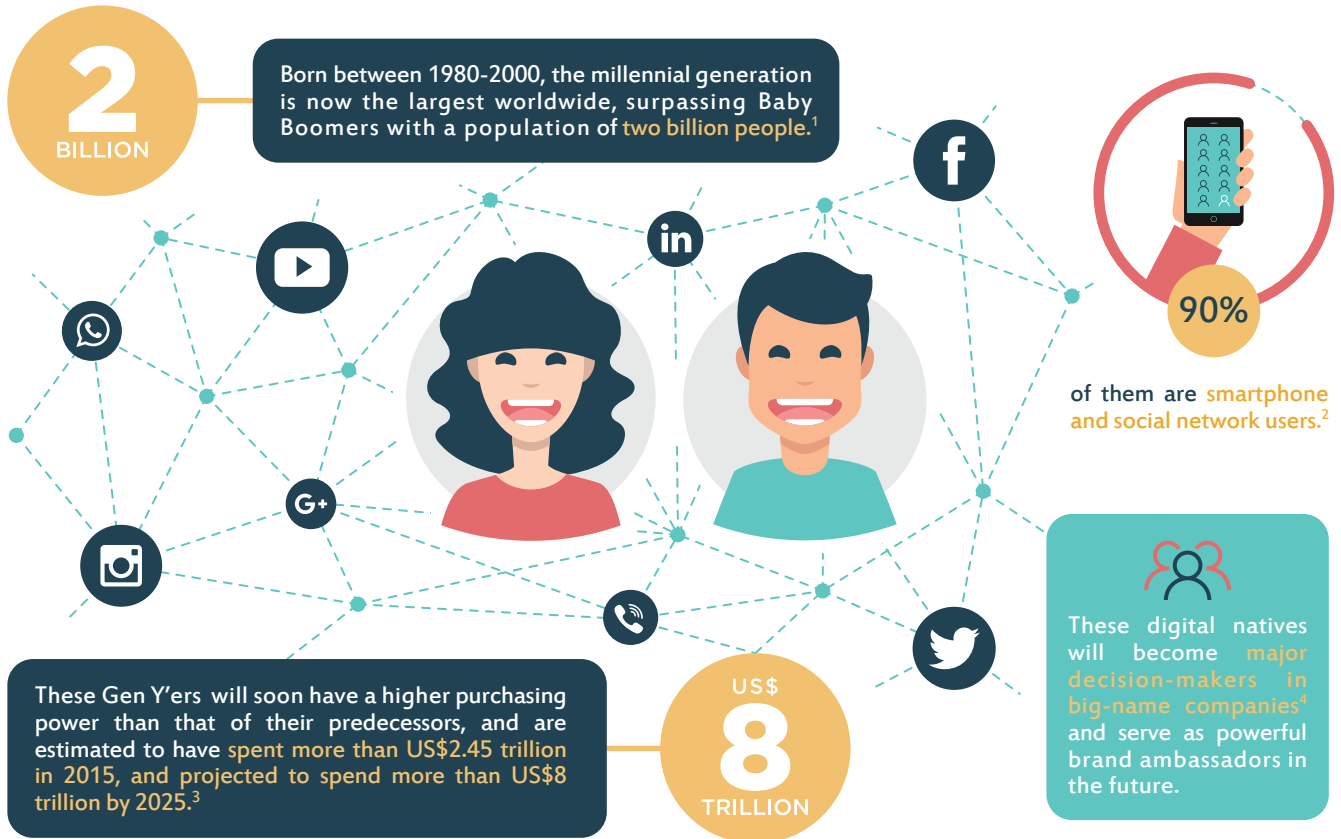 2
BILLION
Born between 1980-2000, the millennial generation
is now the largest worldwide, surpassing Baby
Boomers with a population of two billion people.1
f
in
90%
of them are smartphone
and social network users.2
G+
These digital natives
will become major
decision-makers in
big-name companies4
and serve as powerful
brand ambassadors in
the future.
These Gen Y'ers will soon have a higher purchasing
power than that of their predecessors, and are
estimated to have spent more than US$2.45 trillion
in 2015, and projected to spend more than US$8
trillion by 2025.3
US$
8
TRILLION